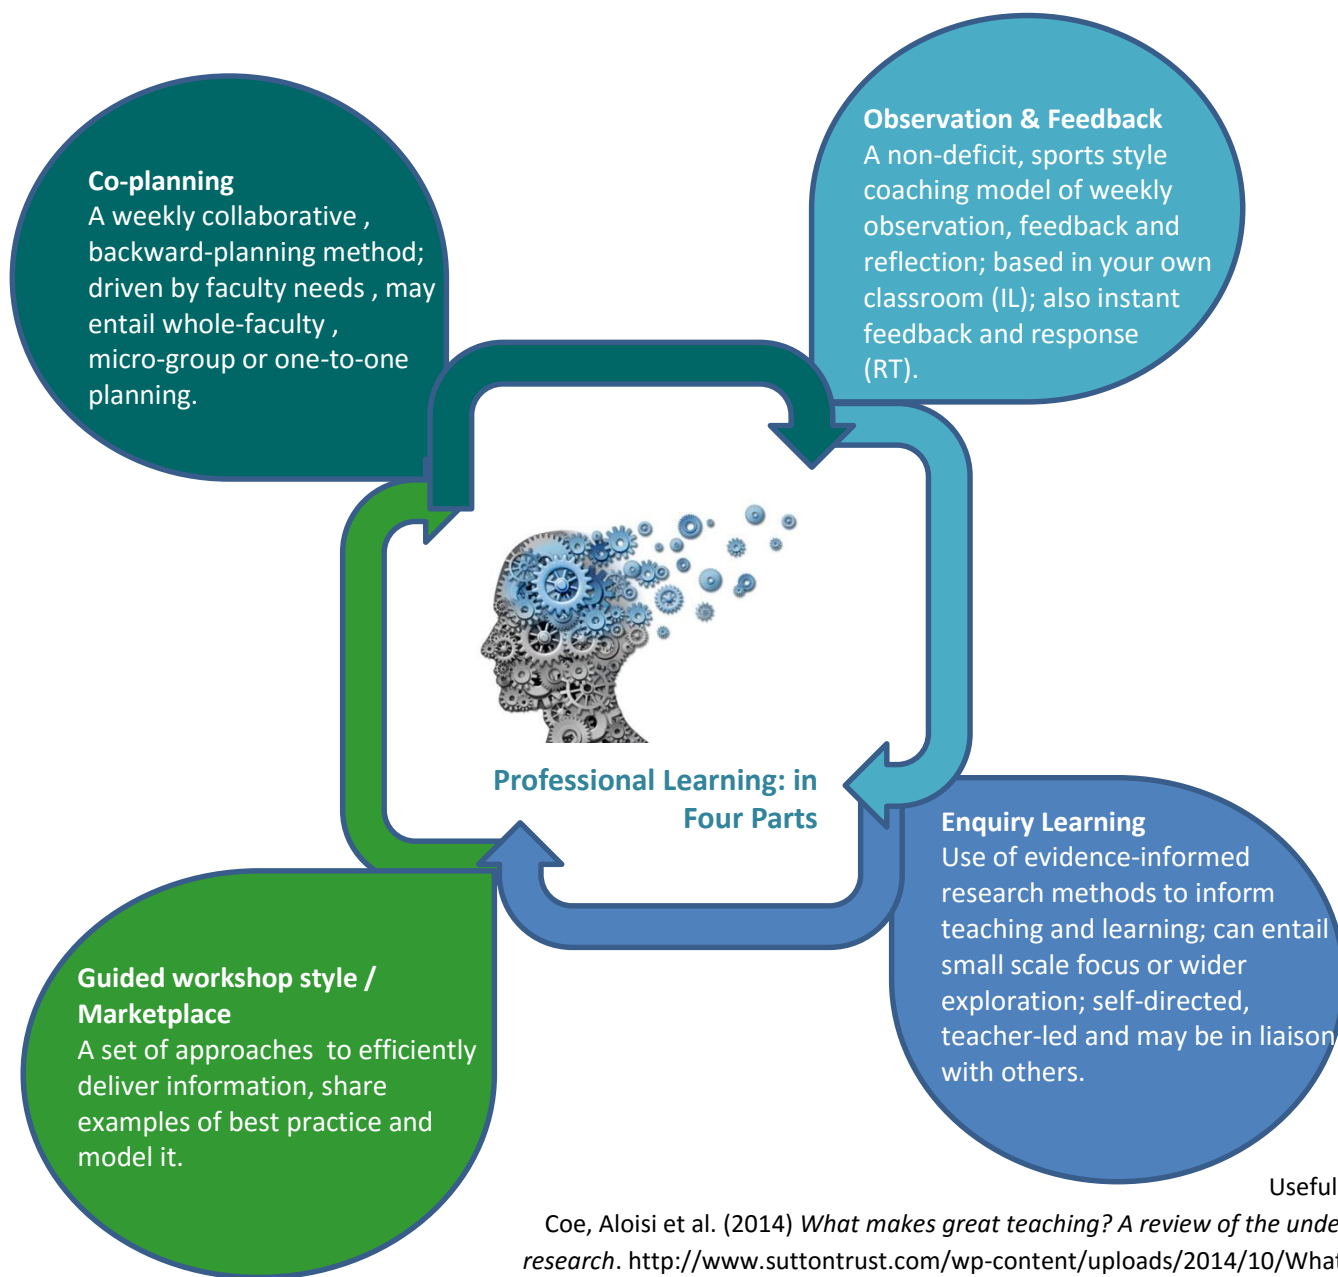 Co-planning
A weekly collaborative ,
backward-planning method;
driven by faculty needs , may
entail whole-faculty ,
micro-group or one-to-one
planning.
Observation & Feedback
A non-deficit, sports style
coaching model of weekly
observation, feedback and
reflection; based in your own
classroom (IL); also instant
feedback and response
(RT).
Professional Learning: in
Four Parts
Enquiry Learning
Use of evidence-informed
research methods to inform
teaching and learning; can entail
small scale focus or wider
exploration; self-directed,
teacher-led and may be in liaison
with others.
Guided workshop style /
Marketplace
A set of approaches  to efficiently
deliver information, share
examples of best practice and
model it.
Useful
Coe, Aloisi et al. (2014) What makes great teaching? A review of the unde
research. http://www.suttontrust.com/wp-content/uploads/2014/10/What